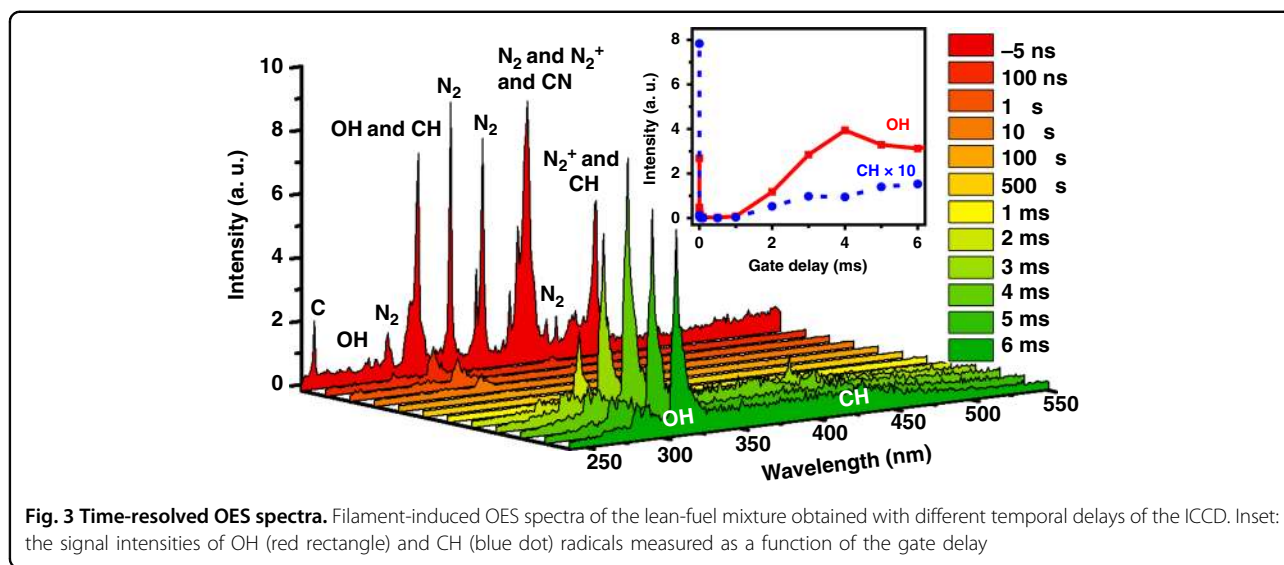 10
8
6
4
2
0
Intensity (a. u.)
C
OH
N₂
OH and CH
N₂
N₂
N₂ and N₂⁺
and CN
N₂
N₂⁺ and
CH
OH
CH
250
300
350
400
450
500
550
Wavelength (nm)
8
6
4
2
0
Intensity (a. u.)
OH
CH × 10
0
2
4
6
Gate delay (ms)
–5 ns
100 ns
1 s
10 s
100 s
500 s
1 ms
2 ms
3 ms
4 ms
5 ms
6 ms
Fig. 3 Time-resolved OES spectra. Filament-induced OES spectra of the lean-fuel mixture obtained with different temporal delays of the ICCD. Inset:
the signal intensities of OH (red rectangle) and CH (blue dot) radicals measured as a function of the gate delay